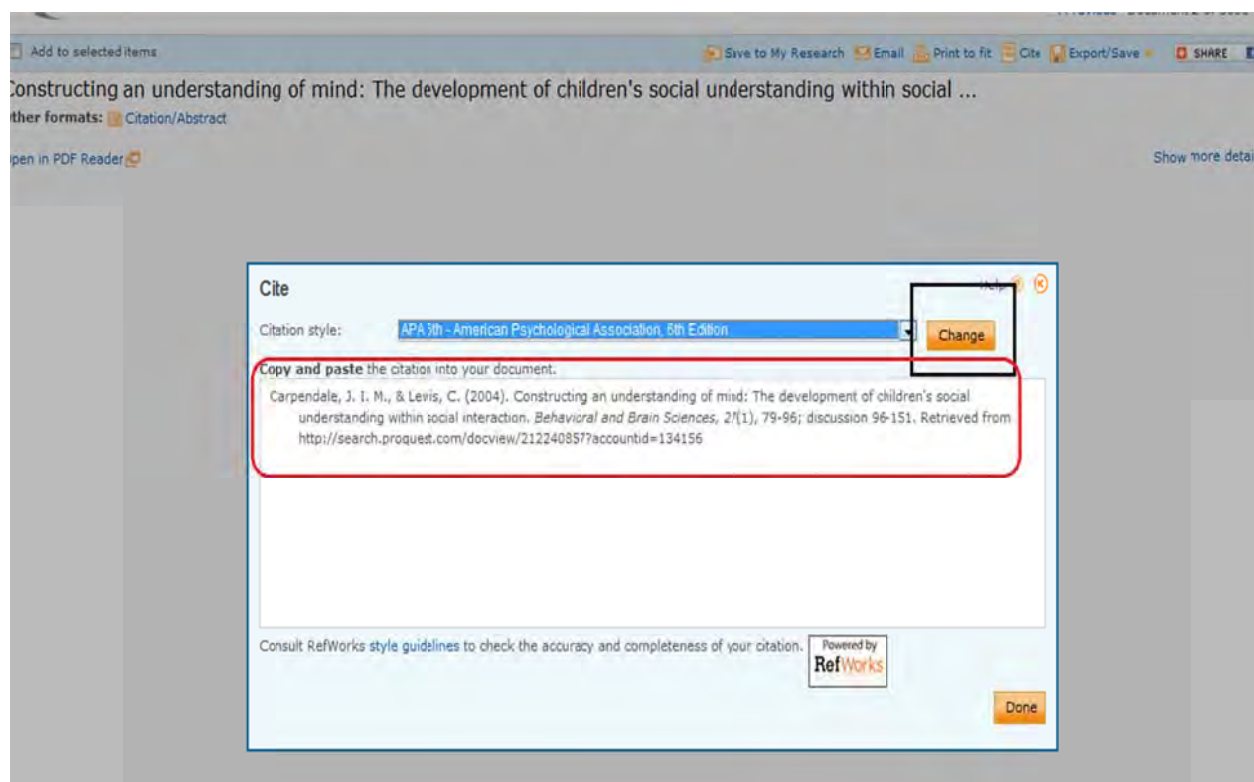 Add to selected items
Save to My Research Email Print to fit Cite Export/Save SHARE
Constructing an understanding of mind: The development of children's social understanding within social ...
ther formats: Citation/Abstract
pen in PDF Reader
Show more detai
Cite
Help
Citation style: APA 6th - American Psychological Association, 6th Edition
Change
Copy and paste the citation into your document.
Carpendale, J. I. M., & Lewis, C. (2004). Constructing an understanding of mind: The development of children's social
understanding within social interaction. Behavioral and Brain Sciences, 27(1), 79-96; discussion 96-151. Retrieved from
http://search.proquest.com/docview/212240857?accountid=134156
Consult RefWorks style guidelines to check the accuracy and completeness of your citation.
Powered by
RefWorks
Done